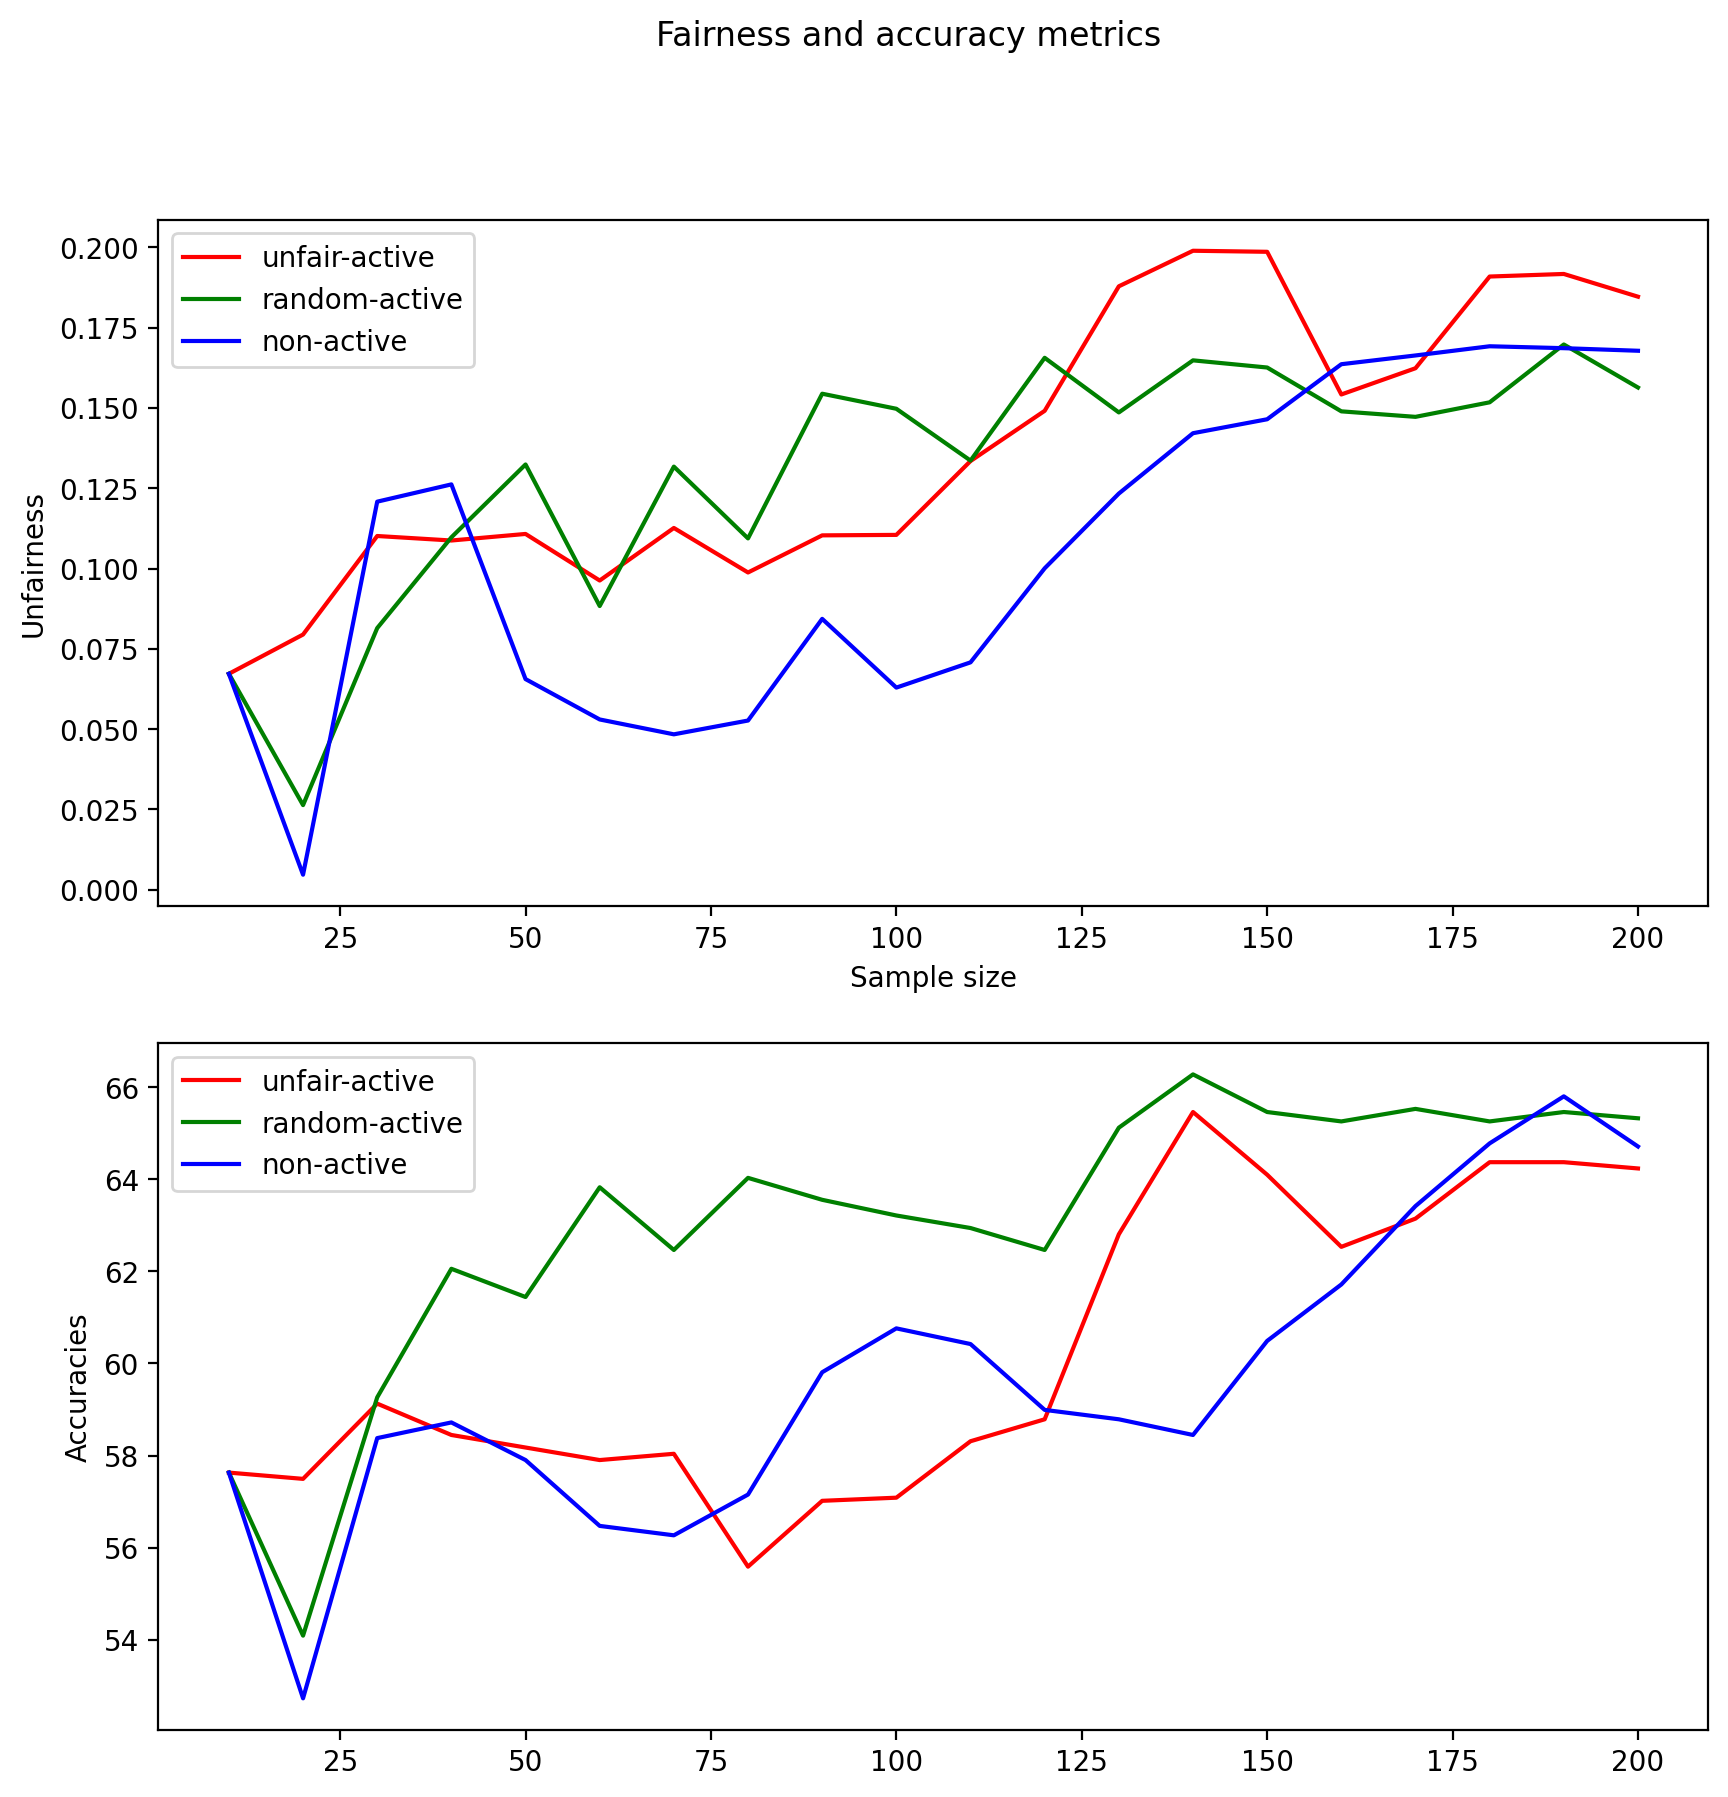 Fairness and accuracy metrics
0.200
0.175
0.150
0.125
0.100
0.075
0.050
0.025
0.000
Unfairness
unfair-active
random-active
non-active
25 50 75 100 125 150 175 200
Sample size
66
64
62
60
58
56
54
Accuracies
unfair-active
random-active
non-active
25 50 75 100 125 150 175 200